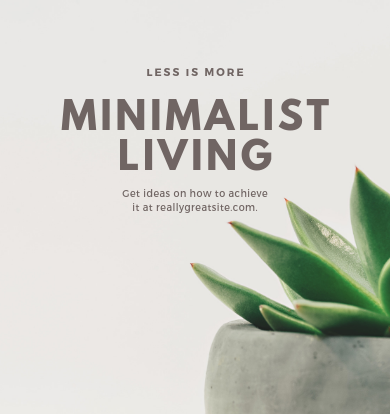 LESS IS MORE
MINIMALIST
LIVING
Get ideas on how to achieve
it at reallygreatsite.com.